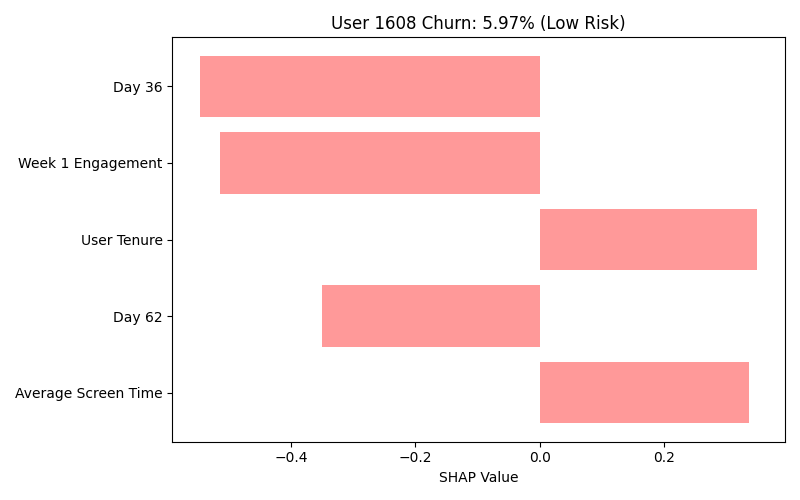 User 1608 Churn: 5.97% (Low Risk)
Day 36
Week 1 Engagement
User Tenure
Day 62
Average Screen Time
−0.4 −0.2 0.0 0.2
SHAP Value